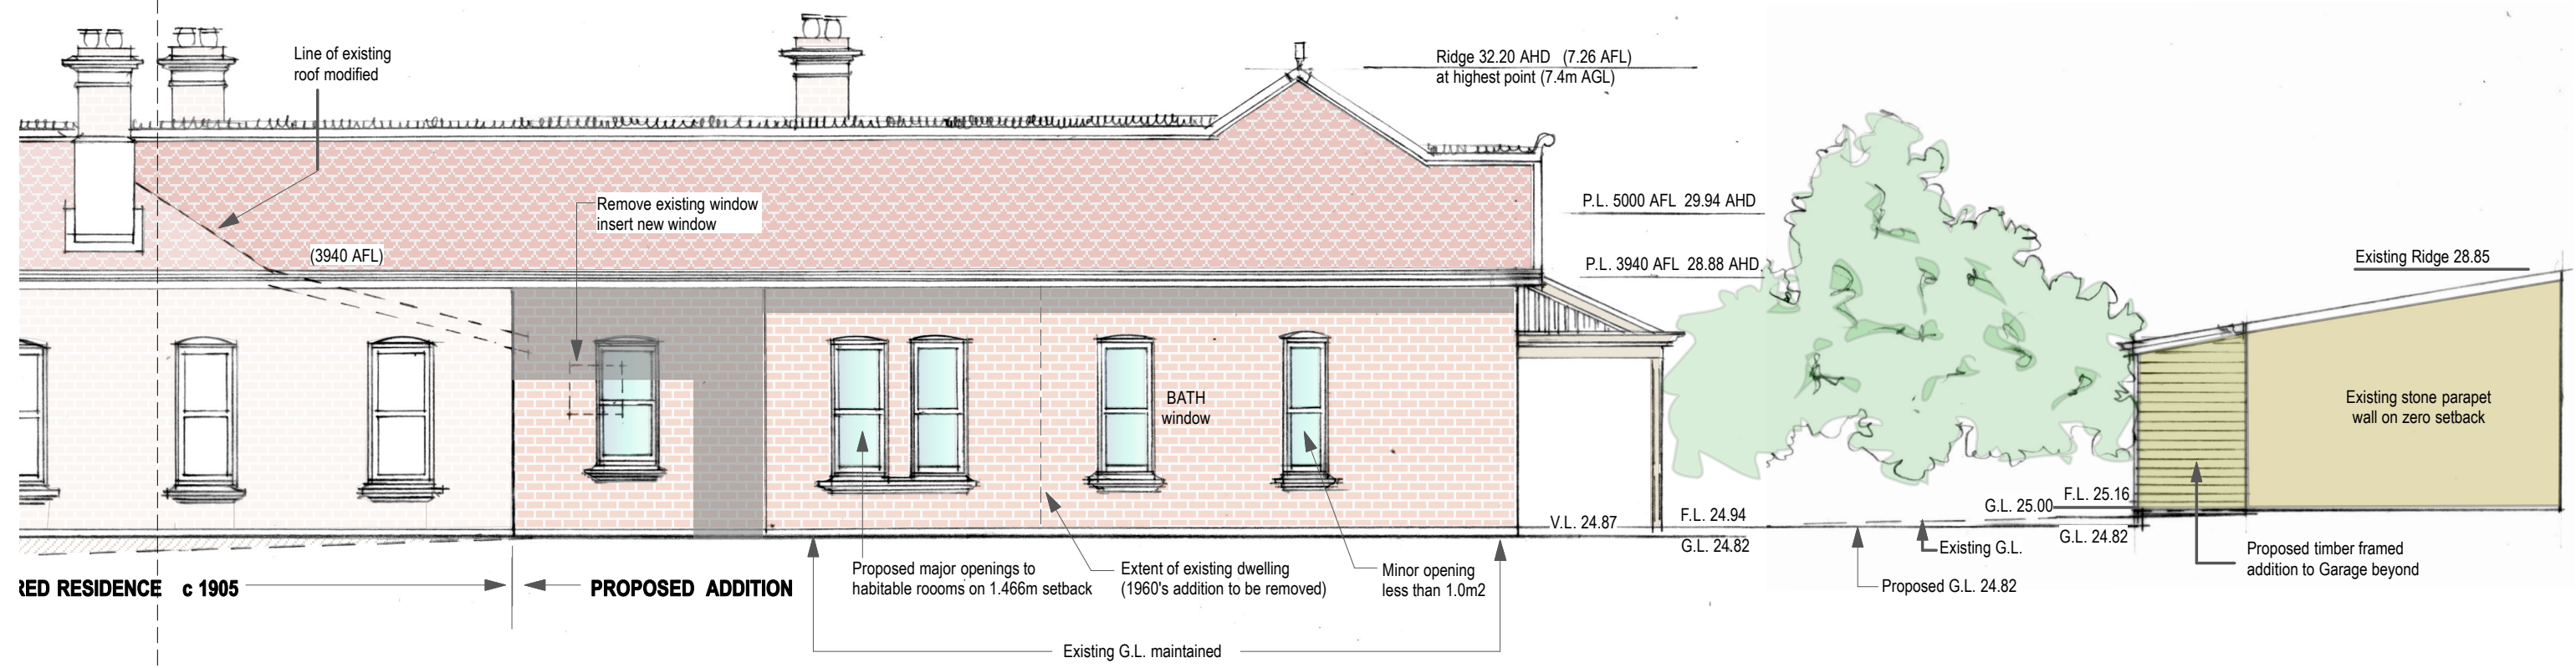 Line of existing
roof modified
Ridge 32.20 AHD (7.26 AFL)
at highest point (7.4m AGL)
Remove existing window
insert new window
(3940 AFL)
P.L. 5000 AFL 29.94 AHD
P.L. 3940 AFL 28.88 AHD
Existing Ridge 28.85
BATH
window
Existing stone parapet
wall on zero setback
V.L. 24.87
F.L. 24.94
G.L. 24.82
G.L. 25.00
F.L. 25.16
G.L. 24.82
Existing G.L.
Proposed G.L. 24.82
Proposed timber framed
addition to Garage beyond
RED RESIDENCE c 1905
PROPOSED ADDITION
Proposed major openings to
habitable roooms on 1.466m setback
Extent of existing dwelling
(1960's addition to be removed)
Minor opening
less than 1.0m2
Existing G.L. maintained